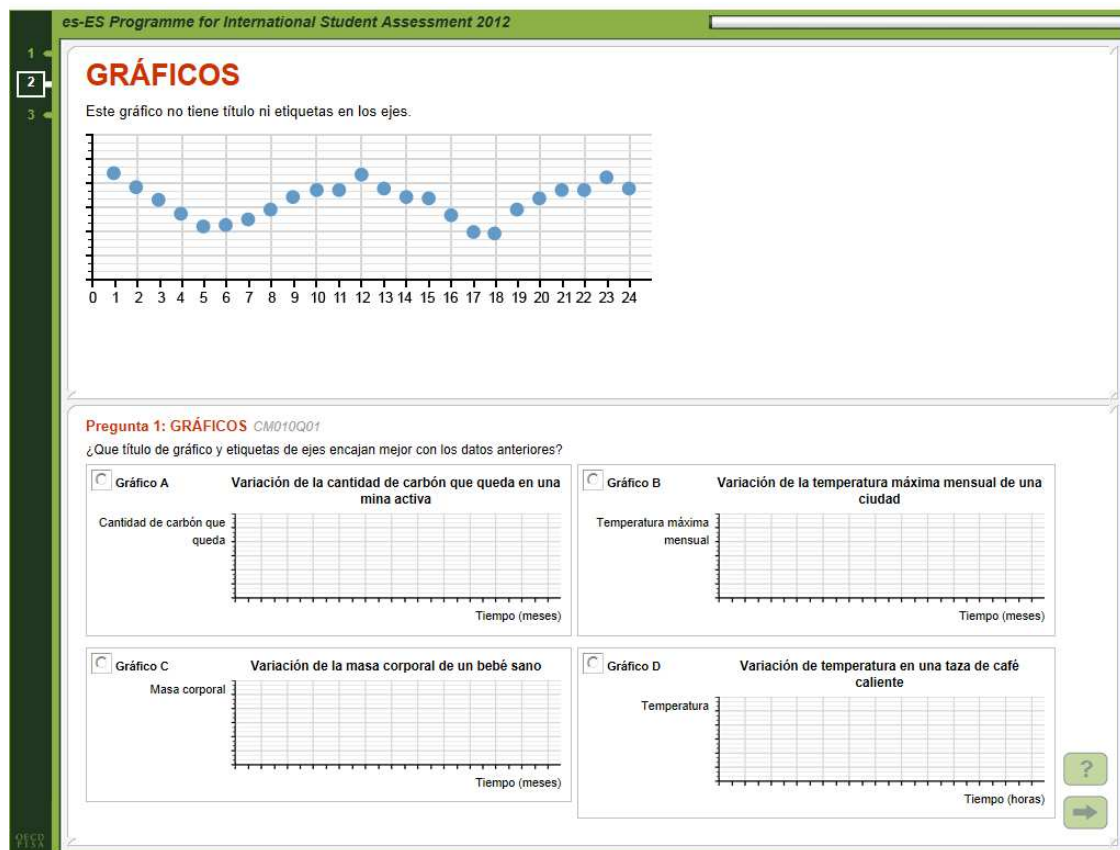 es-ES Programme for International Student Assessment 2012
1
2
3
GRÁFICOS
Este gráfico no tiene título ni etiquetas en los ejes.
0 1 2 3 4 5 6 7 8 9 10 11 12 13 14 15 16 17 18 19 20 21 22 23 24
Pregunta 1: GRÁFICOS CM010Q01
¿Que título de gráfico y etiquetas de ejes encajan mejor con los datos anteriores?
Gráfico A
Variación de la cantidad de carbón que queda en una
mina activa
Cantidad de carbón que
queda
Tiempo (meses)
Gráfico B
Variación de la temperatura máxima mensual de una
ciudad
Temperatura máxima
mensual
Tiempo (meses)
Gráfico C
Variación de la masa corporal de un bebé sano
Masa corporal
Tiempo (meses)
Gráfico D
Variación de temperatura en una taza de café
caliente
Temperatura
Tiempo (horas)
?
OECD
PISA